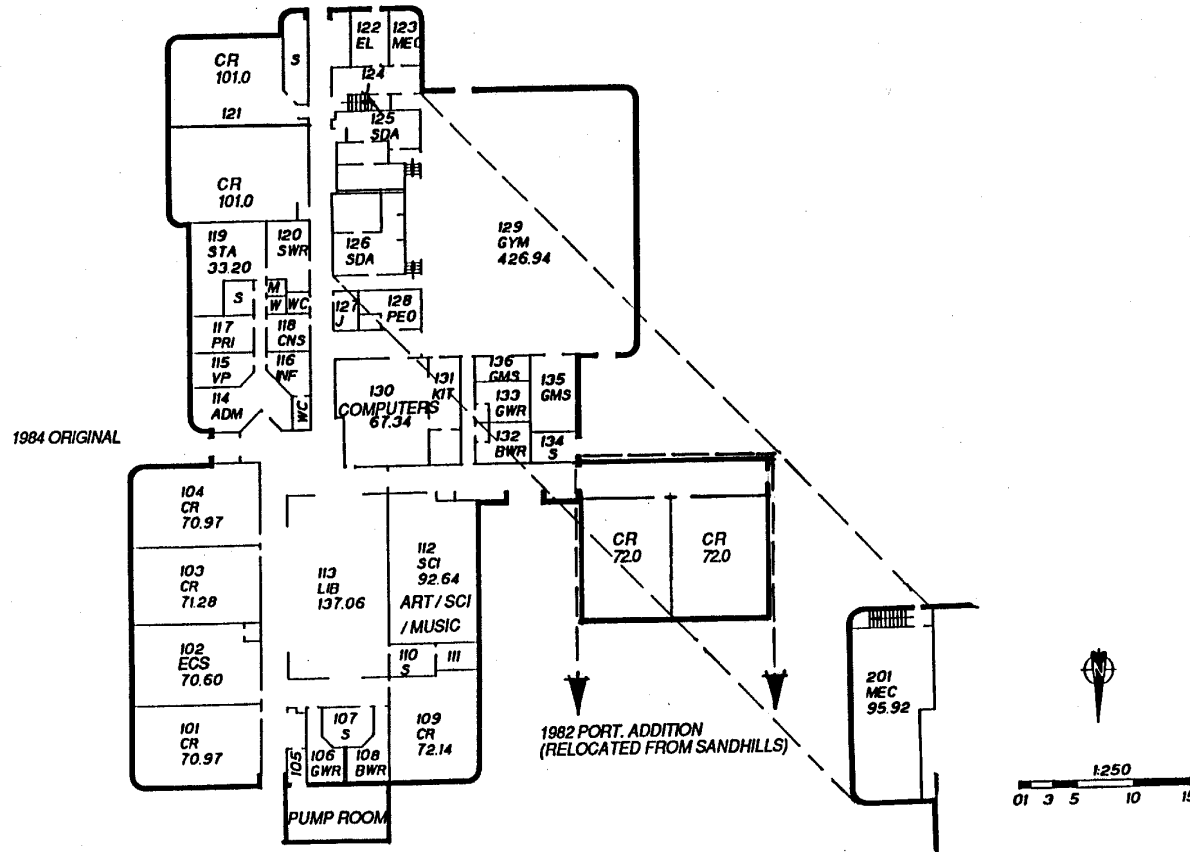 122
EL
123
MEC
CR
101.0
S
124
121
125
SDA
CR
101.0
119
STA
33.20
120
SWR
126
SDA
129
GYM
426.94
S
M
W
WC
127
J
128
PEO
117
PRI
118
CNS
115
VP
116
INF
114
ADM
WC
130
COMPUTERS
67.34
131
KIT
136
GMS
135
GMS
133
GWR
132
BWR
134
S
1984 ORIGINAL
104
CR
70.97
103
CR
71.28
102
ECS
70.60
101
CR
70.97
113
LIB
137.06
112
SCI
92.64
ART / SCI
/ MUSIC
CR
72.0
CR
72.0
110
S
111
107
S
109
CR
72.14
105
106
GWR
108
BWR
PUMP ROOM
1982 PORT. ADDITION
(RELOCATED FROM SANDHILLS)
201
MEC
95.92
N
1:250
01 3 5 10 15